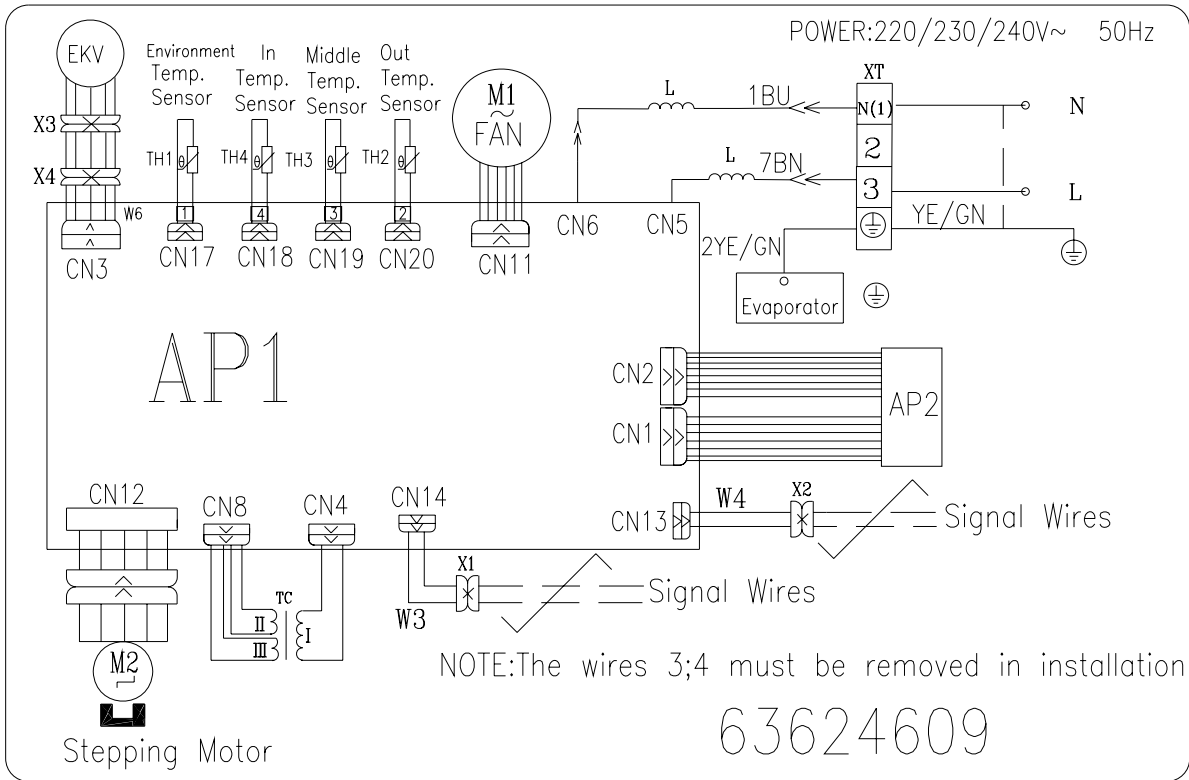 POWER:220/230/240V~ 50Hz
EKV
Environment Temp. Sensor
In Temp. Sensor
Middle Temp. Sensor
Out Temp. Sensor
M1
~
FAN
L
1BU
XT
N(1)
N
X3
X4
TH1 θ
TH4 θ
TH3 θ
TH2 θ
L
7BN
2
3
L
W6
1
4
3
2
CN6
CN5
YE/GN
CN3
CN17
CN18
CN19
CN20
CN11
2YE/GN
Evaporator
AP1
CN2
CN1
AP2
CN12
CN8
CN4
CN14
CN13
W4
X2
Signal Wires
X1
W3
Signal Wires
TC
II
III
I
M2
NOTE:The wires 3;4 must be removed in installation
Stepping Motor
63624609